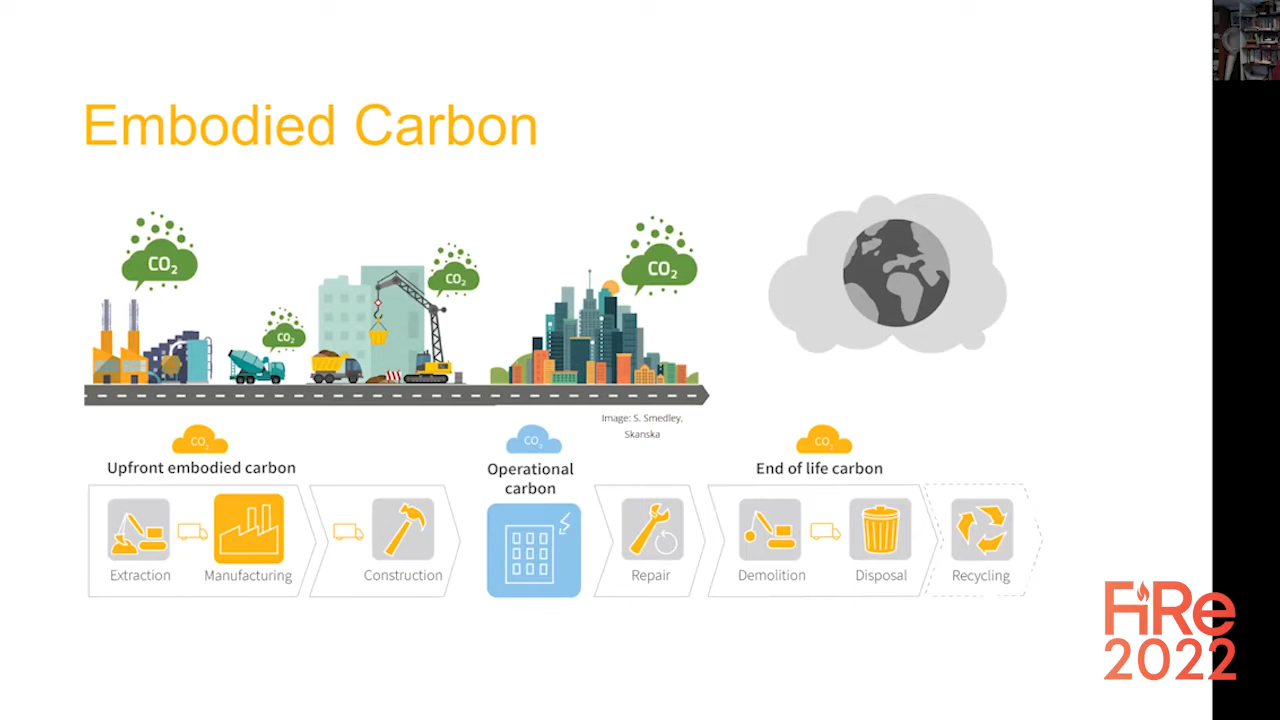 Embodied Carbon
CO2
CO2
CO2
CO2
Image: S. Smedley,
Skanska
CO2
Upfront embodied carbon
CO2
Operational
carbon
CO2
End of life carbon
Extraction
Manufacturing
Construction
Repair
Demolition
Disposal
Recycling
FiRe
2022